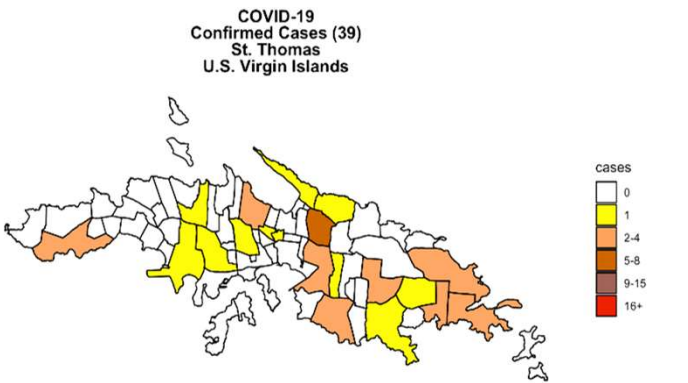 COVID-19
Confirmed Cases (39)
St. Thomas
U.S. Virgin Islands
cases
0
1
2-4
5-8
9-15
16+